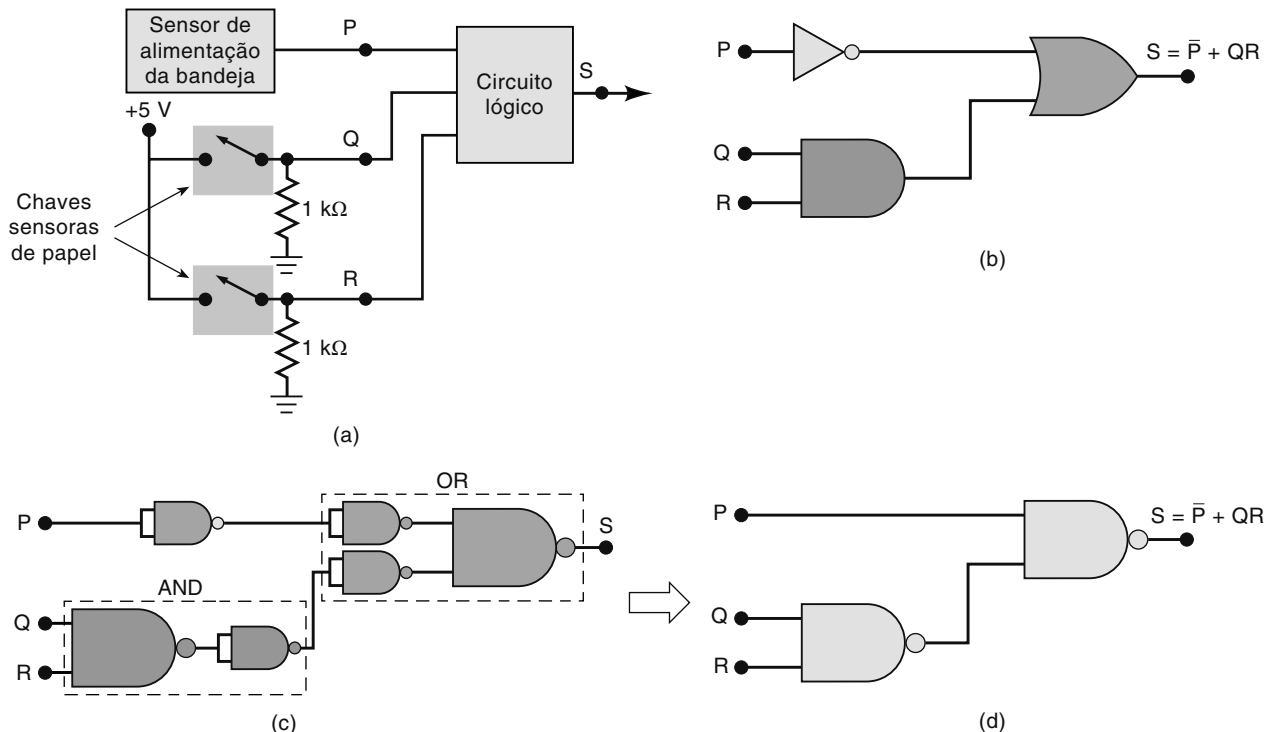 Sensor de
alimentação
da bandeja
P
Circuito
lógico
S
+5 V
Q
Chaves
sensoras
de papel
1 kΩ
R
1 kΩ
(a)
P
S = P̅ + QR
Q
R
(b)
OR
P
S
AND
Q
R
(c)
P
S = P̅ + QR
Q
R
(d)